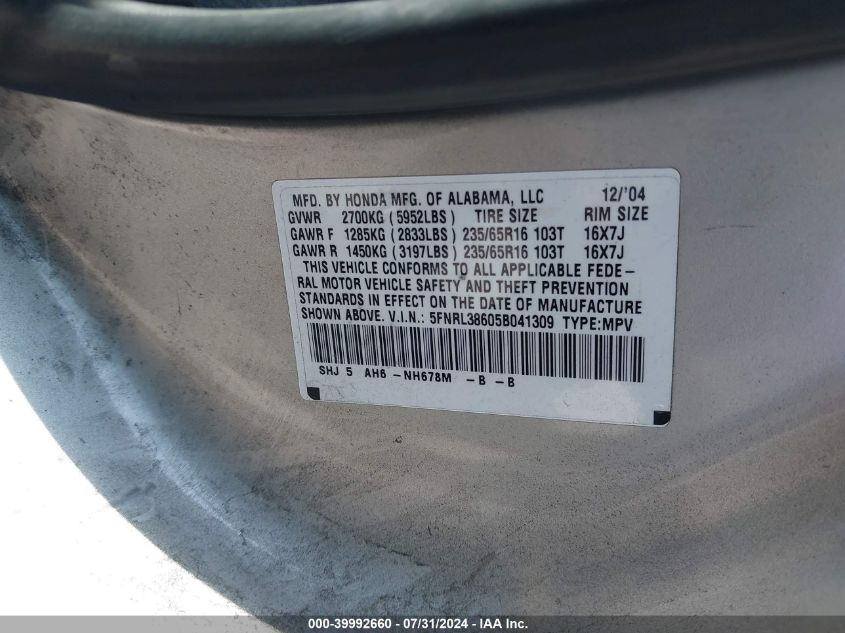 MFD. BY HONDA MFG. OF ALABAMA, LLC 12/'04
GVWR 2700KG (5952LBS) TIRE SIZE RIM SIZE
GAWR F 1285KG (2833LBS) 235/65R16 103T 16X7J
GAWR R 1450KG (3197LBS) 235/65R16 103T 16X7J
THIS VEHICLE CONFORMS TO ALL APPLICABLE FEDE-
RAL MOTOR VEHICLE SAFETY AND THEFT PREVENTION
STANDARDS IN EFFECT ON THE DATE OF MANUFACTURE
SHOWN ABOVE. V.I.N.: 5FNRL38605B041309 TYPE:MPV
SHJ 5 AH6 -NH678M -B -B
000-39992660 - 07/31/2024 - IAA Inc.